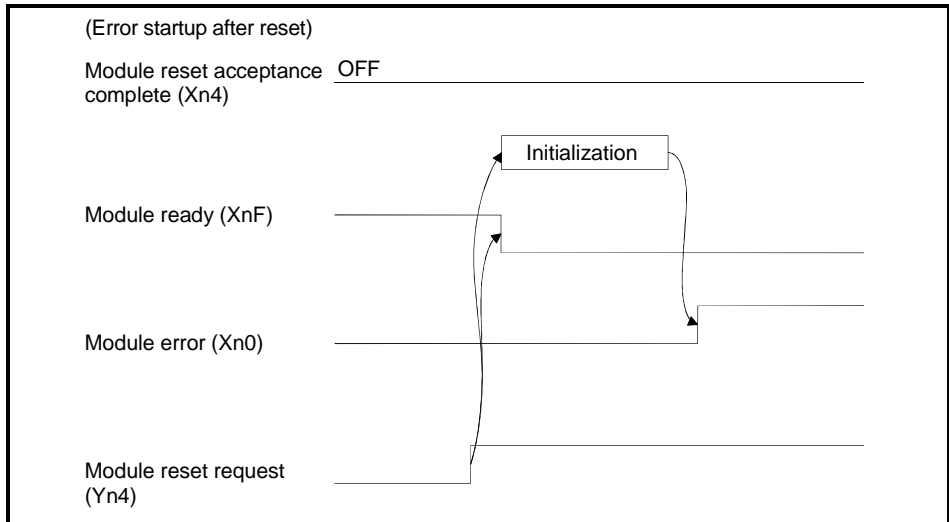 (Error startup after reset)
Module reset acceptance
complete (Xn4)
OFF
Initialization
Module ready (XnF)
Module error (Xn0)
Module reset request
(Yn4)